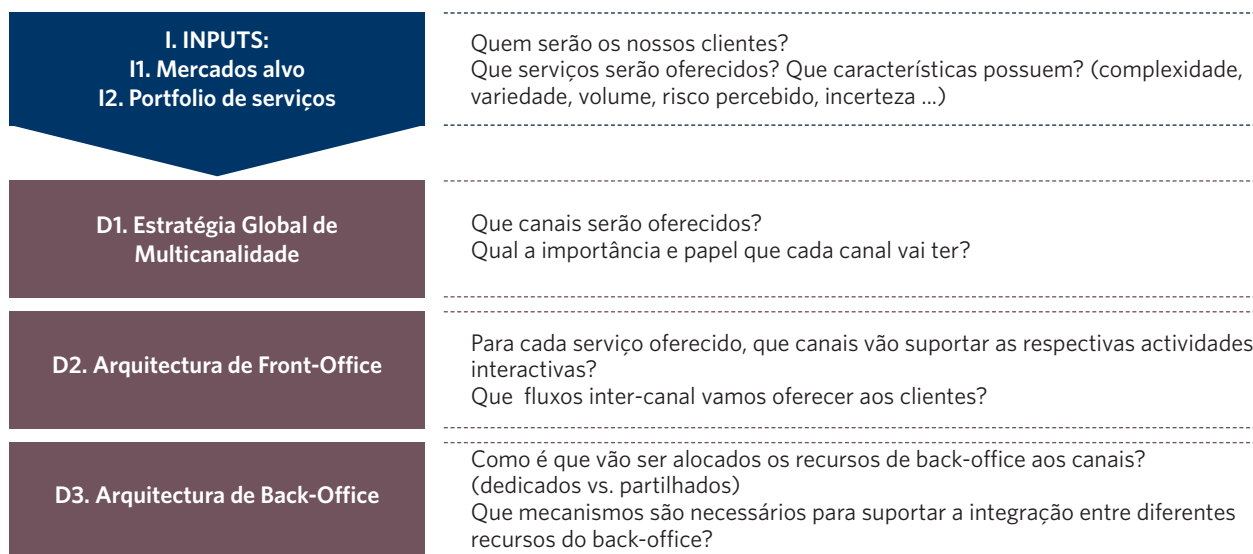 I. INPUTS:
I1. Mercados alvo
I2. Portfolio de serviços
Quem serão os nossos clientes?
Que serviços serão oferecidos? Que características possuem? (complexidade,
variedade, volume, risco percebido, incerteza ...)
D1. Estratégia Global de
Multicanalidade
Que canais serão oferecidos?
Qual a importância e papel que cada canal vai ter?
D2. Arquitectura de Front-Office
Para cada serviço oferecido, que canais vão suportar as respectivas actividades
interactivas?
Que fluxos inter-canal vamos oferecer aos clientes?
D3. Arquitectura de Back-Office
Como é que vão ser alocados os recursos de back-office aos canais?
(dedicados vs. partilhados)
Que mecanismos são necessários para suportar a integração entre diferentes
recursos do back-office?